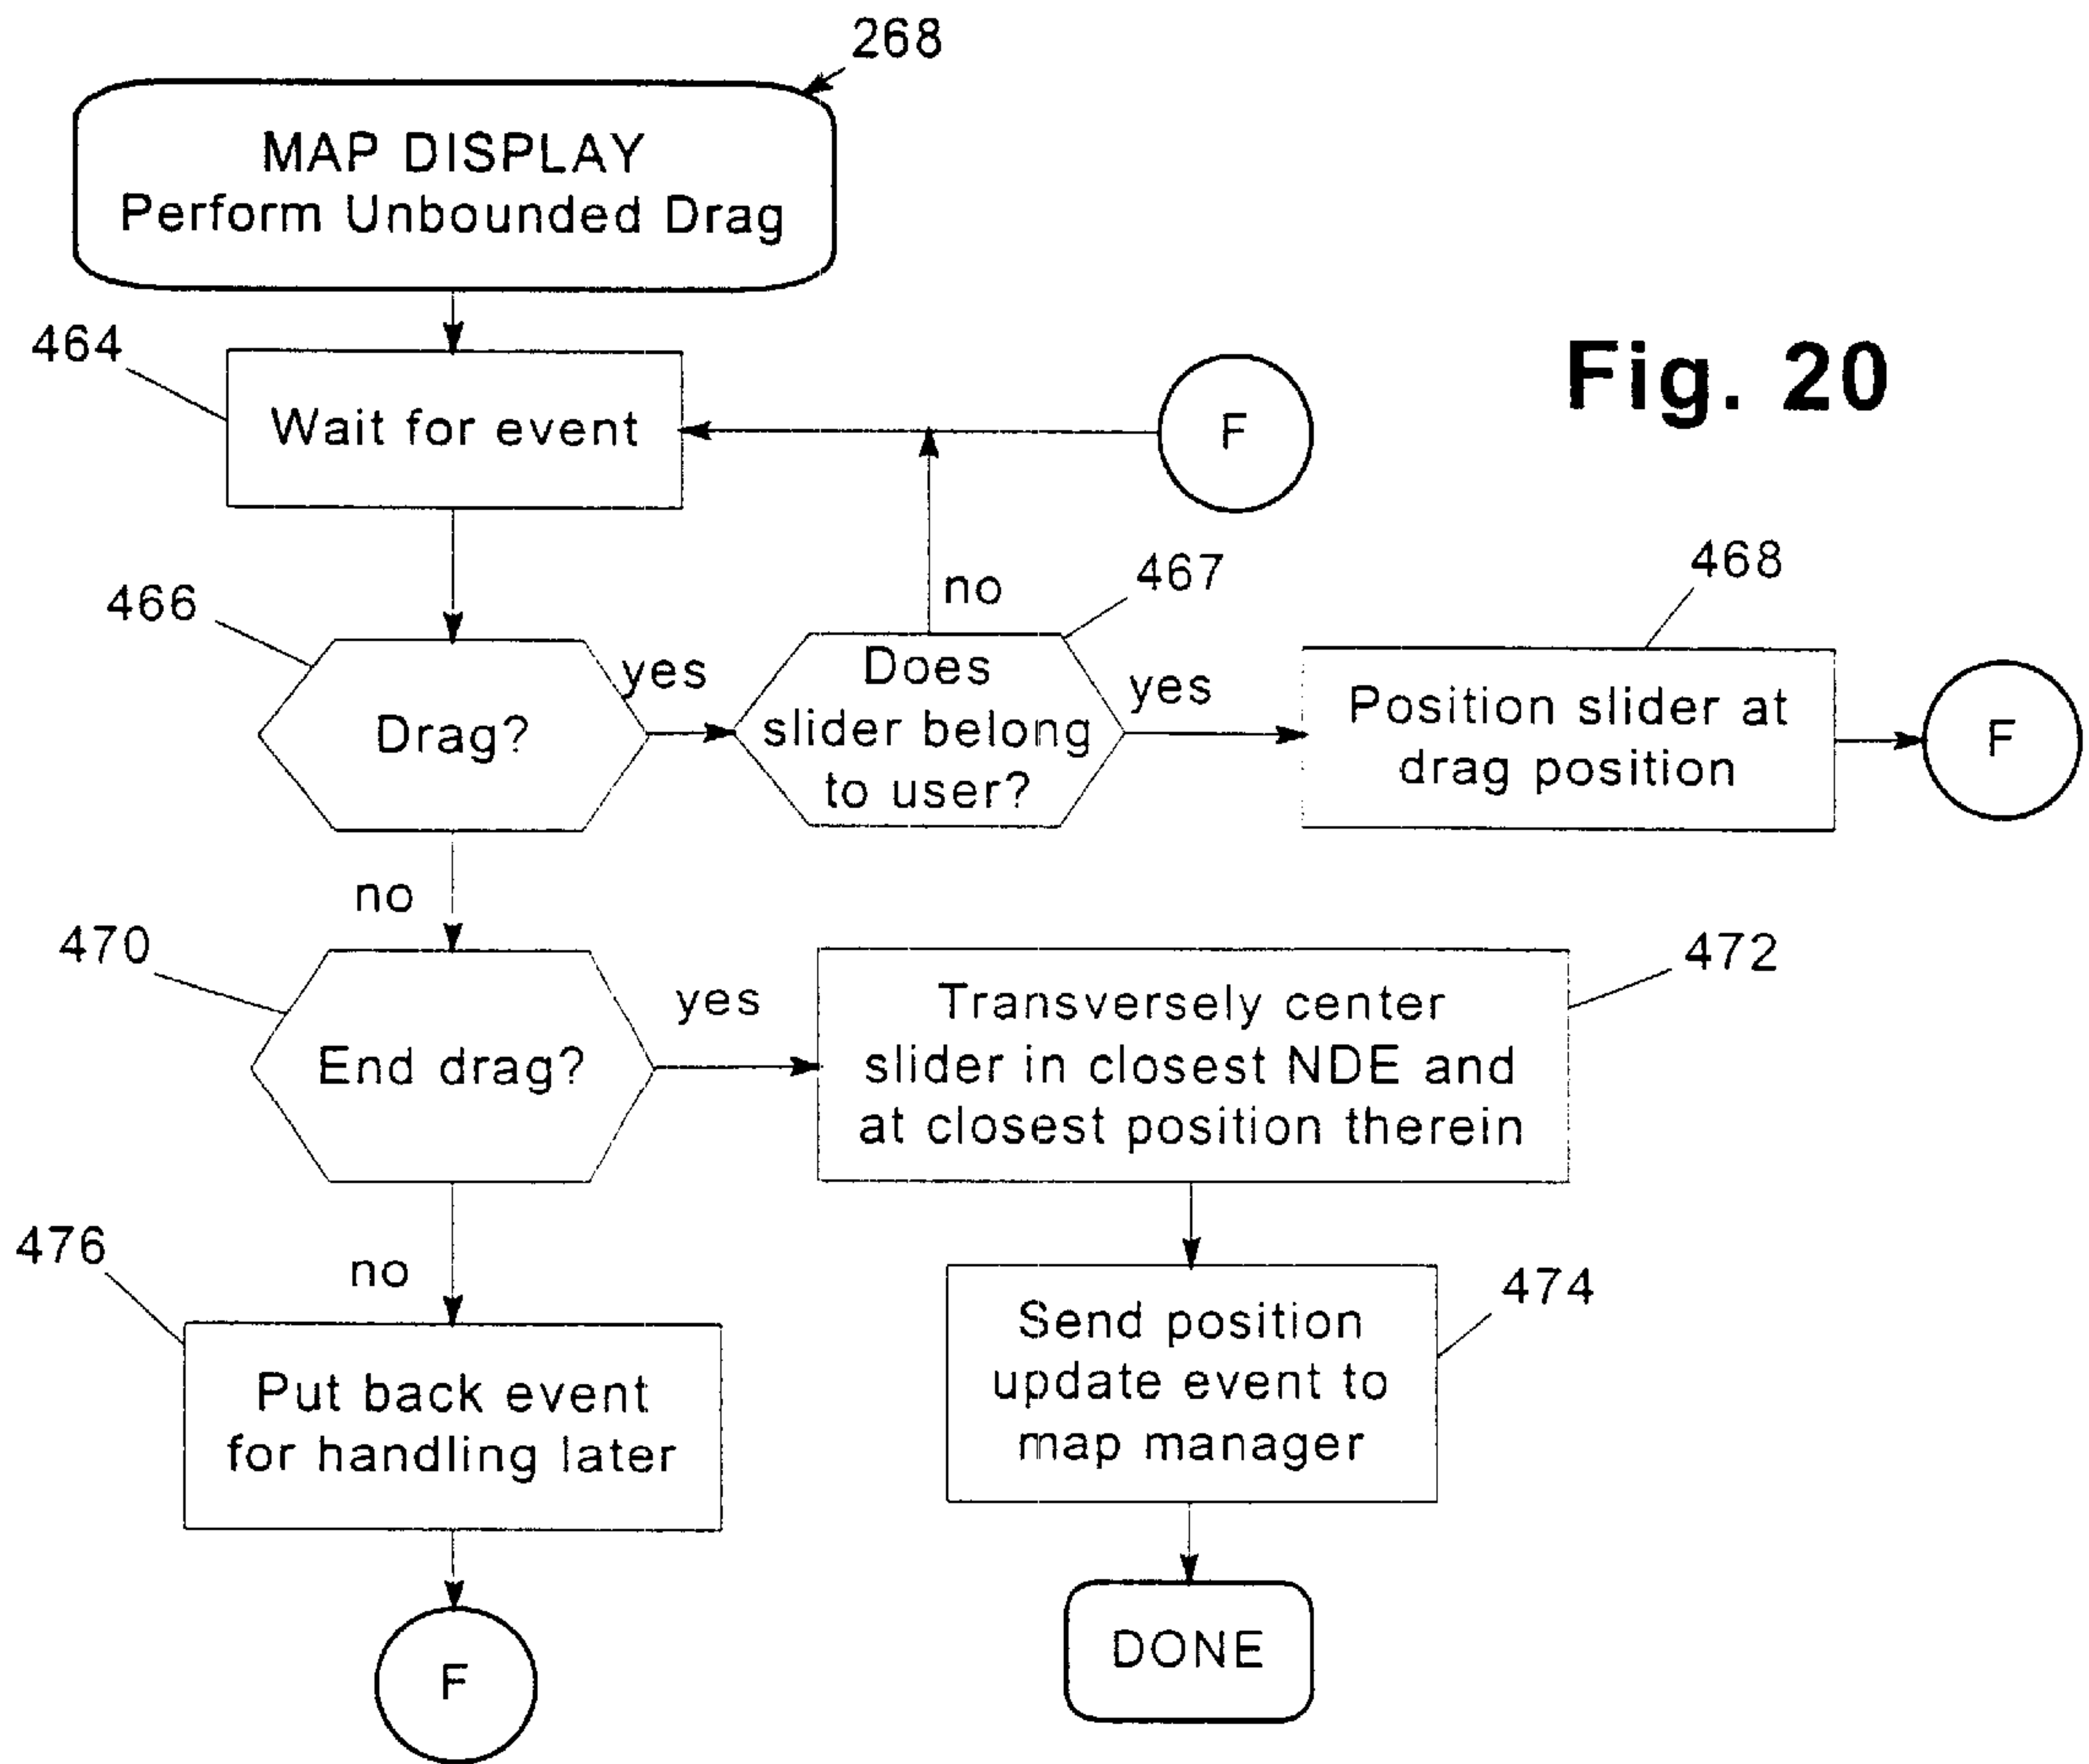 268
MAP DISPLAY
Perform Unbounded Drag
464
Wait for event
F
Fig. 20
466
Drag?
yes
no
467
Does
slider belong
to user?
yes
468
Position slider at
drag position
F
no
470
End drag?
yes
472
Transversely center
slider in closest NDE and
at closest position therein
no
476
Put back event
for handling later
F
474
Send position
update event to
map manager
DONE